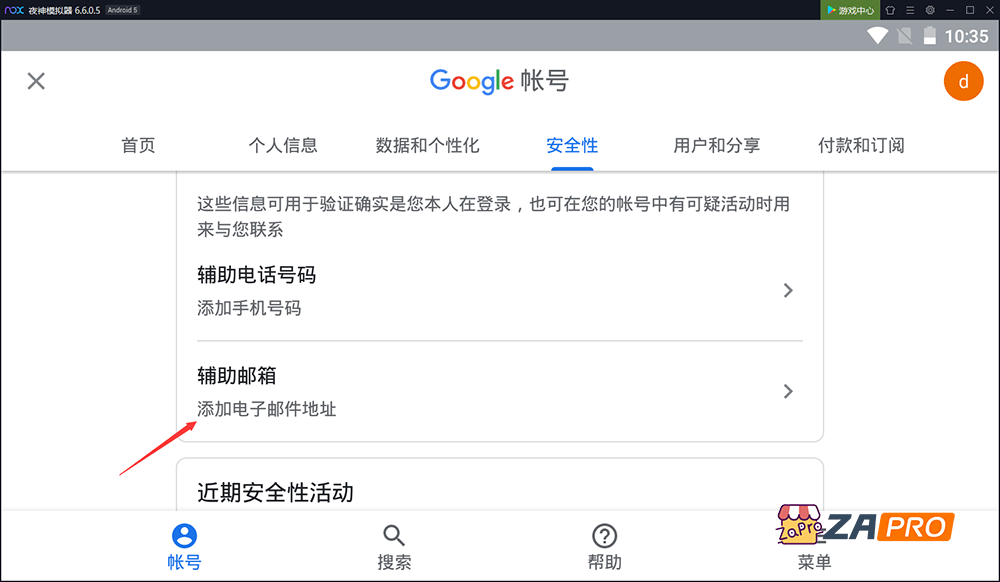 nox 夜神模拟器 6.6.0.5 Android 5
游戏中心
10:35
Google 帐号
d
首页 个人信息 数据和个性化 安全性 用户和分享 付款和订阅
这些信息可用于验证确实是您本人在登录，也可在您的帐号中有可疑活动时用
来与您联系
辅助电话号码
添加手机号码
辅助邮箱
添加电子邮件地址
近期安全性活动
ZaPro ZAPRO
帐号 搜索 帮助 菜单